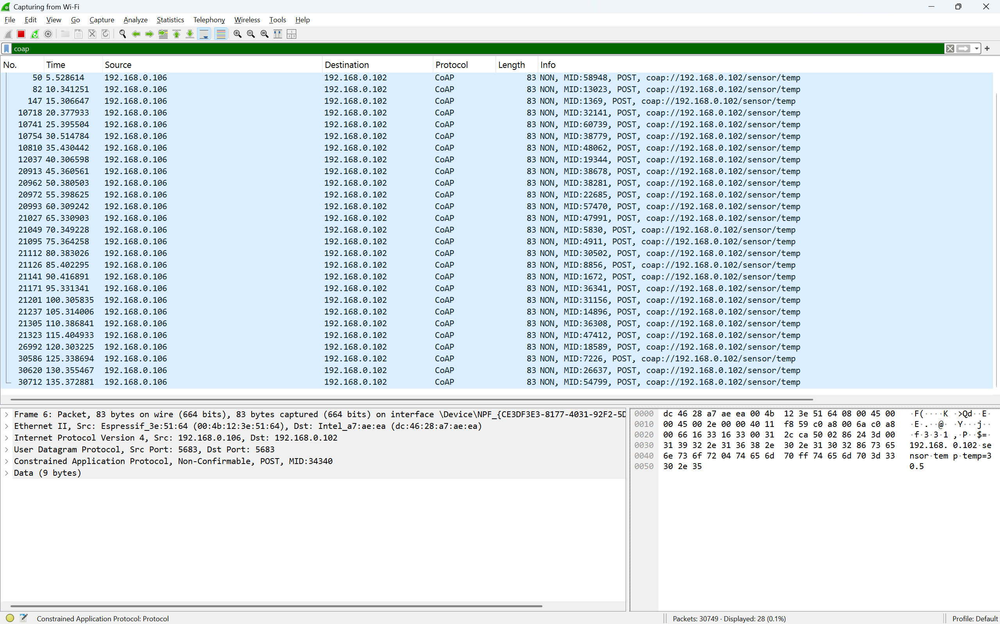 Capturing from Wi-Fi
File Edit View Go Capture Analyze Statistics Telephony Wireless Tools Help
coap
No. Time Source Destination Protocol Length Info
50 5.528614 192.168.0.106 192.168.0.102 CoAP 83 NON, MID:58948, POST, coap://192.168.0.102/sensor/temp
82 10.341251 192.168.0.106 192.168.0.102 CoAP 83 NON, MID:13023, POST, coap://192.168.0.102/sensor/temp
147 15.306647 192.168.0.106 192.168.0.102 CoAP 83 NON, MID:1369, POST, coap://192.168.0.102/sensor/temp
10718 20.377933 192.168.0.106 192.168.0.102 CoAP 83 NON, MID:32141, POST, coap://192.168.0.102/sensor/temp
10741 25.395504 192.168.0.106 192.168.0.102 CoAP 83 NON, MID:60739, POST, coap://192.168.0.102/sensor/temp
10754 30.514784 192.168.0.106 192.168.0.102 CoAP 83 NON, MID:38779, POST, coap://192.168.0.102/sensor/temp
10810 35.430442 192.168.0.106 192.168.0.102 CoAP 83 NON, MID:48062, POST, coap://192.168.0.102/sensor/temp
12037 40.306598 192.168.0.106 192.168.0.102 CoAP 83 NON, MID:19344, POST, coap://192.168.0.102/sensor/temp
20913 45.360561 192.168.0.106 192.168.0.102 CoAP 83 NON, MID:38678, POST, coap://192.168.0.102/sensor/temp
20962 50.380503 192.168.0.106 192.168.0.102 CoAP 83 NON, MID:38281, POST, coap://192.168.0.102/sensor/temp
20972 55.398625 192.168.0.106 192.168.0.102 CoAP 83 NON, MID:22685, POST, coap://192.168.0.102/sensor/temp
20993 60.309242 192.168.0.106 192.168.0.102 CoAP 83 NON, MID:57470, POST, coap://192.168.0.102/sensor/temp
21027 65.330903 192.168.0.106 192.168.0.102 CoAP 83 NON, MID:47991, POST, coap://192.168.0.102/sensor/temp
21049 70.349228 192.168.0.106 192.168.0.102 CoAP 83 NON, MID:5830, POST, coap://192.168.0.102/sensor/temp
21095 75.364258 192.168.0.106 192.168.0.102 CoAP 83 NON, MID:4911, POST, coap://192.168.0.102/sensor/temp
21112 80.383026 192.168.0.106 192.168.0.102 CoAP 83 NON, MID:30502, POST, coap://192.168.0.102/sensor/temp
21126 85.402295 192.168.0.106 192.168.0.102 CoAP 83 NON, MID:8856, POST, coap://192.168.0.102/sensor/temp
21141 90.416891 192.168.0.106 192.168.0.102 CoAP 83 NON, MID:1672, POST, coap://192.168.0.102/sensor/temp
21171 95.331341 192.168.0.106 192.168.0.102 CoAP 83 NON, MID:36341, POST, coap://192.168.0.102/sensor/temp
21201 100.305835 192.168.0.106 192.168.0.102 CoAP 83 NON, MID:31156, POST, coap://192.168.0.102/sensor/temp
21237 105.314006 192.168.0.106 192.168.0.102 CoAP 83 NON, MID:14896, POST, coap://192.168.0.102/sensor/temp
21305 110.386841 192.168.0.106 192.168.0.102 CoAP 83 NON, MID:36308, POST, coap://192.168.0.102/sensor/temp
21323 115.404933 192.168.0.106 192.168.0.102 CoAP 83 NON, MID:47412, POST, coap://192.168.0.102/sensor/temp
26992 120.303225 192.168.0.106 192.168.0.102 CoAP 83 NON, MID:18589, POST, coap://192.168.0.102/sensor/temp
30586 125.338694 192.168.0.106 192.168.0.102 CoAP 83 NON, MID:7226, POST, coap://192.168.0.102/sensor/temp
30620 130.355467 192.168.0.106 192.168.0.102 CoAP 83 NON, MID:26637, POST, coap://192.168.0.102/sensor/temp
30712 135.372881 192.168.0.106 192.168.0.102 CoAP 83 NON, MID:54799, POST, coap://192.168.0.102/sensor/temp
Frame 6: Packet, 83 bytes on wire (664 bits), 83 bytes captured (664 bits) on interface \Device\NPF_{CE3DF3E3-8177-4031-92F2-5D
Ethernet II, Src: Espressif_3e:51:64 (00:4b:12:3e:51:64), Dst: Intel_a7:ae:ea (dc:46:28:a7:ae:ea)
Internet Protocol Version 4, Src: 192.168.0.106, Dst: 192.168.0.102
User Datagram Protocol, Src Port: 5683, Dst Port: 5683
Constrained Application Protocol, Non-Confirmable, POST, MID:34340
Data (9 bytes)
0000 dc 46 28 a7 ae ea 00 4b 12 3e 51 64 08 00 45 00 ·F(····K ·>Qd··E·
0010 00 45 00 2e 00 00 40 11 f8 59 c0 a8 00 6a c0 a8 ·E·.··@· ·Y···j··
0020 00 66 16 33 16 33 00 31 2c ca 50 02 86 24 3d 00 ·f·3·3·1 ,·P··$=·
0030 31 39 32 2e 31 36 38 2e 30 2e 31 30 32 86 73 65 192.168. 0.102·se
0040 6e 73 6f 72 04 74 65 6d 70 ff 74 65 6d 70 3d 33 nsor·tem p·temp=3
0050 30 2e 35 0.5
Constrained Application Protocol: Protocol
Packets: 30749 · Displayed: 28 (0.1%)
Profile: Default